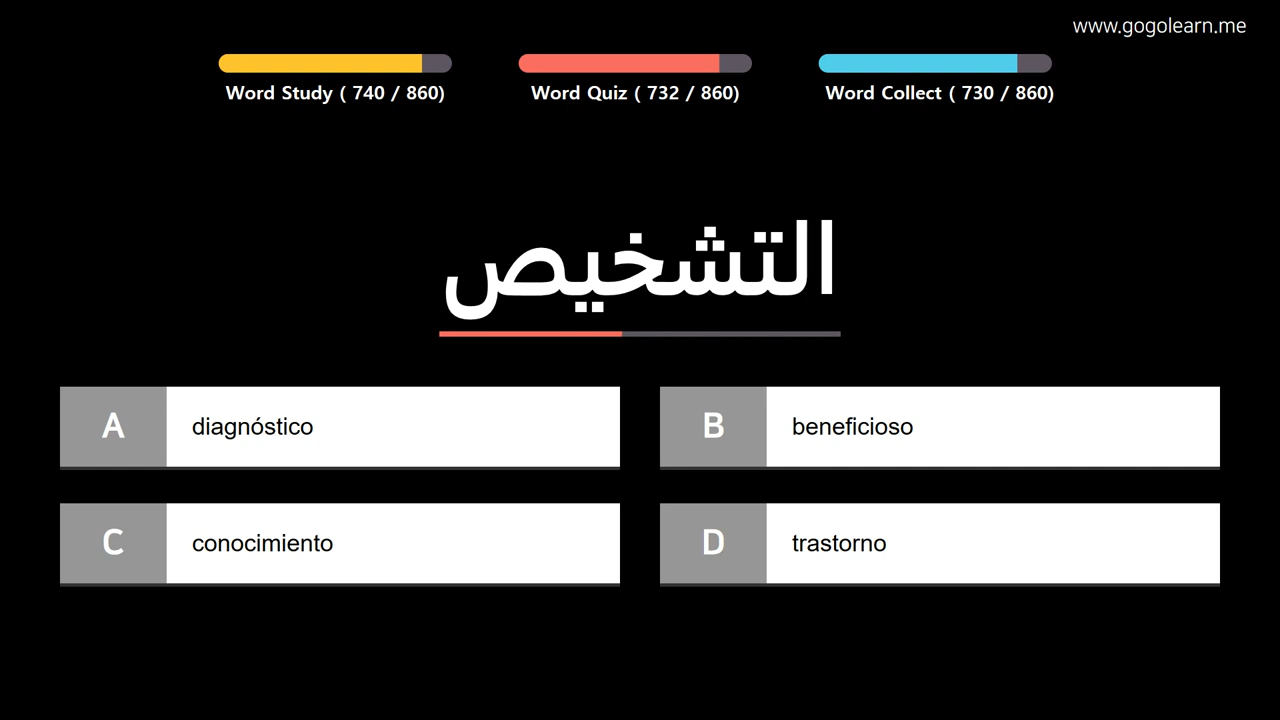 www.gogolearn.me
Word Study ( 740 / 860)
Word Quiz ( 732 / 860)
Word Collect ( 730 / 860)
التشخيص
A diagnóstico
B beneficioso
C conocimiento
D trastorno